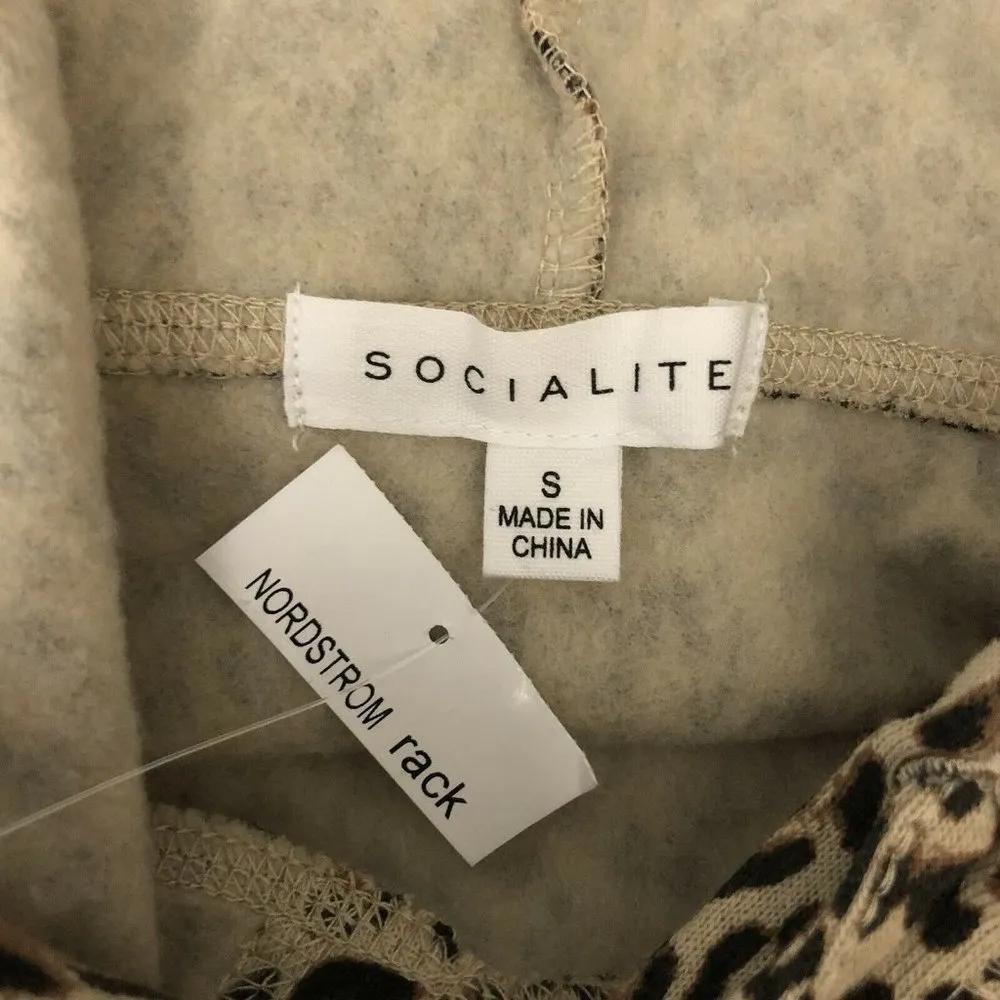 SOCIALITE
S
MADE IN
CHINA
NORDSTROM rack